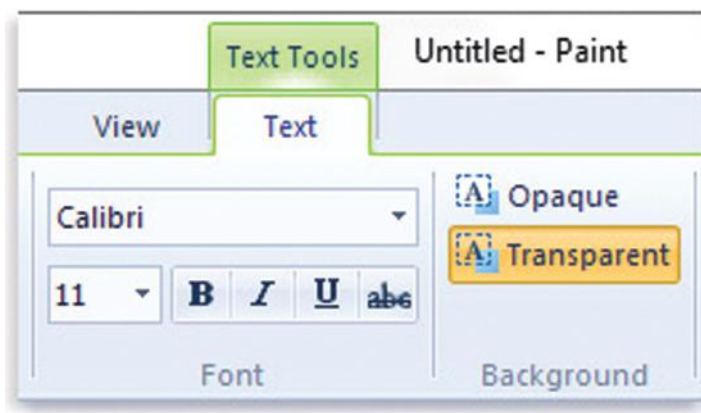 Text Tools Untitled - Paint
View Text
Calibri
Opaque
Transparent
11 B I U abc
Font Background